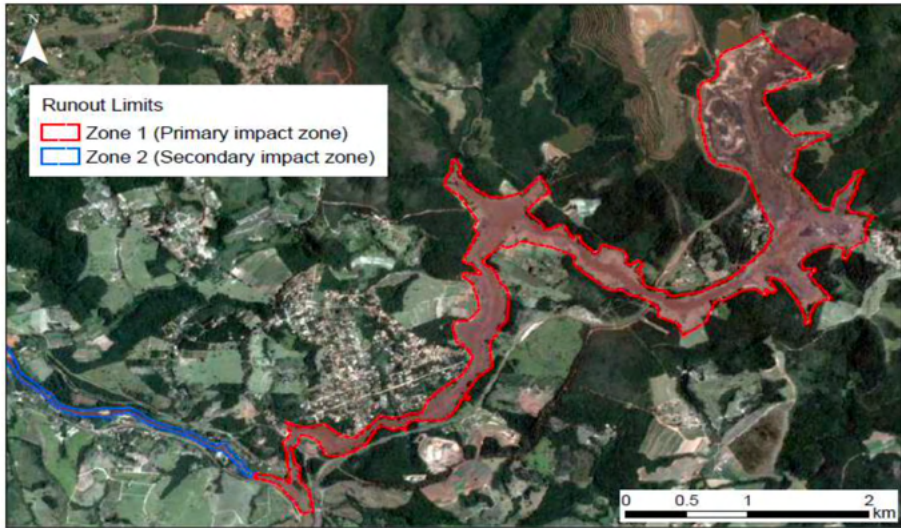 N
Runout Limits
Zone 1 (Primary impact zone)
Zone 2 (Secondary impact zone)
0 0.5 1 2
km